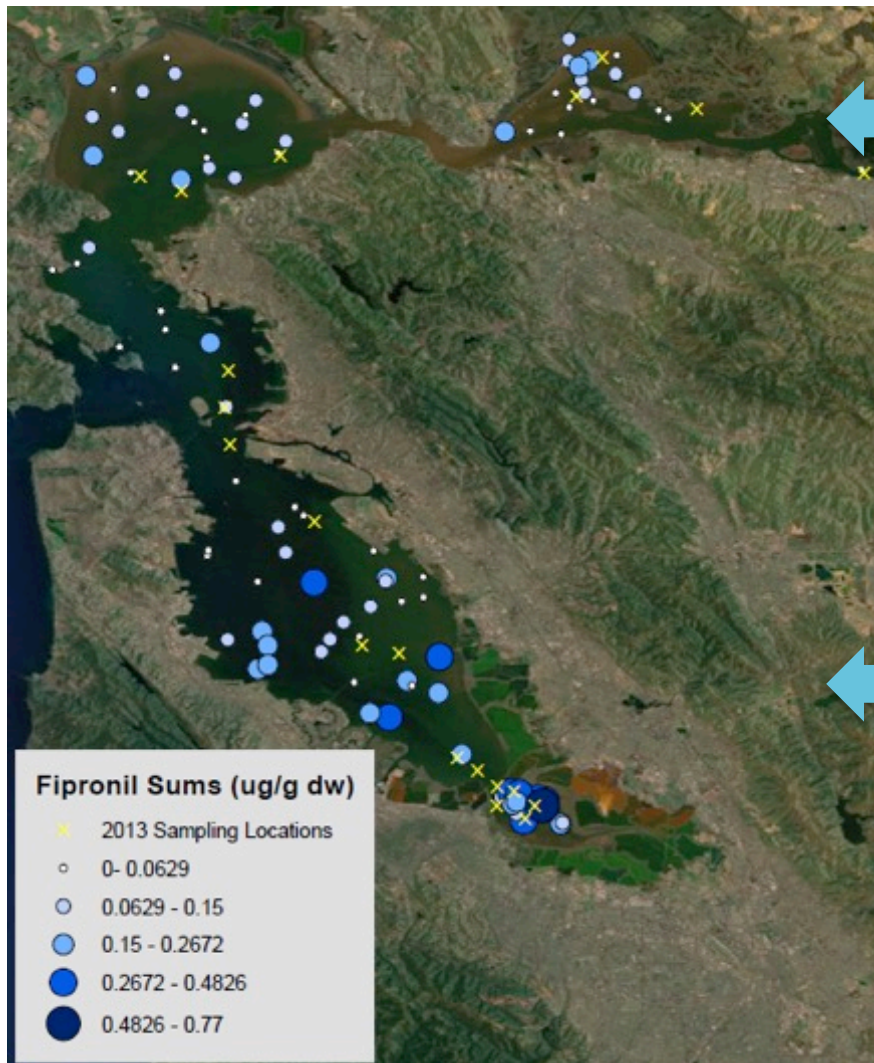 Fipronil Sums (ug/g dw)
2013 Sampling Locations
0- 0.0629
0.0629 - 0.15
0.15 - 0.2672
0.2672 - 0.4826
0.4826 - 0.77